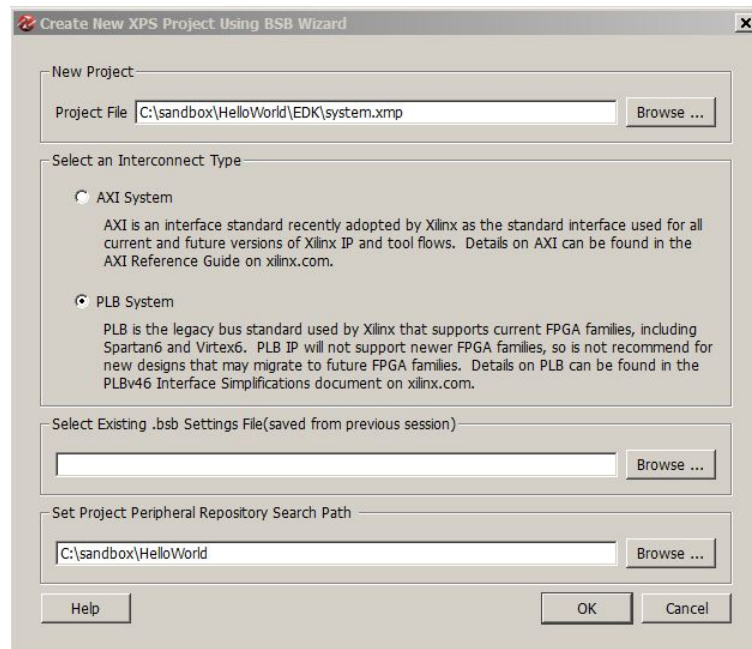 Create New XPS Project Using BSB Wizard
New Project
Project File C:\sandbox\HelloWorld\EDK\system.xmp Browse ...
Select an Interconnect Type
AXI System
AXI is an interface standard recently adopted by Xilinx as the standard interface used for all
current and future versions of Xilinx IP and tool flows. Details on AXI can be found in the
AXI Reference Guide on xilinx.com.
PLB System
PLB is the legacy bus standard used by Xilinx that supports current FPGA families, including
Spartan6 and Virtex6. PLB IP will not support newer FPGA families, so is not recommend for
new designs that may migrate to future FPGA families. Details on PLB can be found in the
PLBv46 Interface Simplifications document on xilinx.com.
Select Existing .bsb Settings File(saved from previous session)
Browse ...
Set Project Peripheral Repository Search Path
C:\sandbox\HelloWorld Browse ...
Help OK Cancel